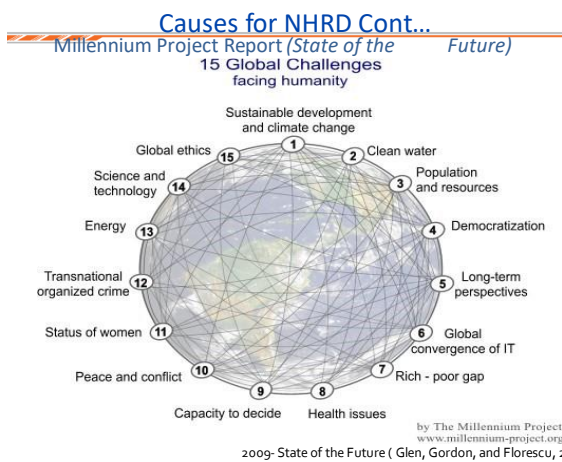 Causes for NHRD Cont…
Millennium Project Report (State of the Future)
15 Global Challenges
facing humanity
Sustainable development
and climate change
1
Clean water
2
Population
and resources
3
Democratization
4
Long-term
perspectives
5
Global
convergence of IT
6
Rich - poor gap
7
Health issues
8
Capacity to decide
9
Peace and conflict
10
Status of women
11
Transnational
organized crime
12
Energy
13
Science and
technology
14
Global ethics
15
by The Millennium Project
www.millennium-project.org
2009- State of the Future ( Glen, Gordon, and Florescu,